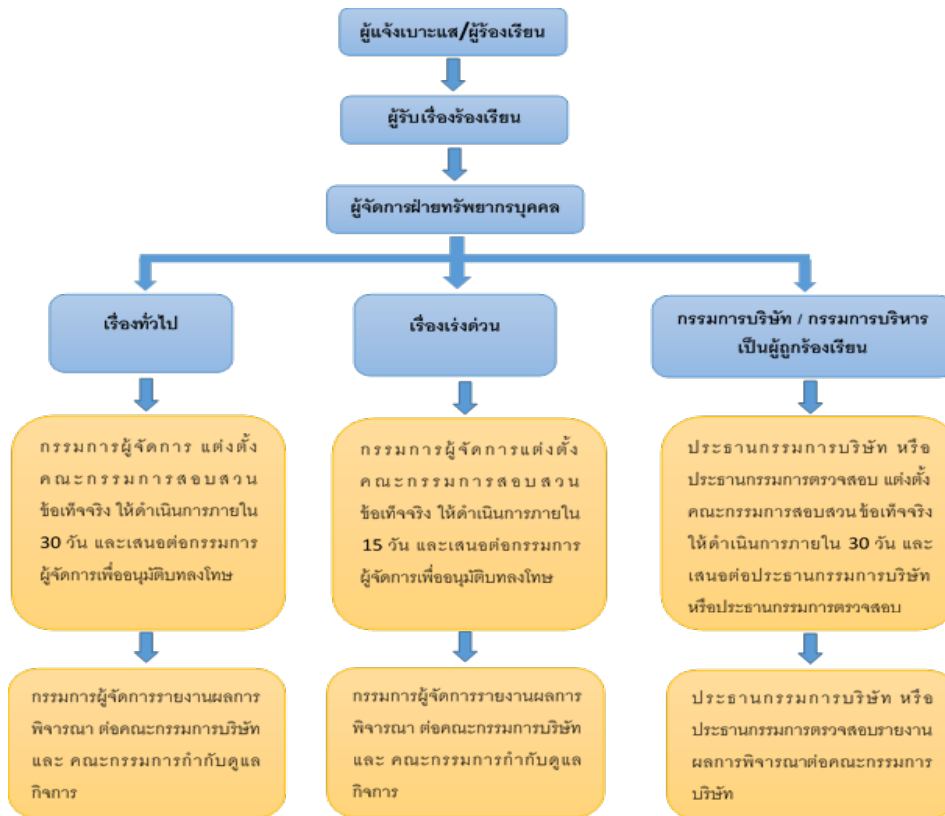 ผู้แจ้งเบาะแส/ผู้ร้องเรียน
ผู้รับเรื่องร้องเรียน
ผู้จัดการฝ่ายทรัพยากรบุคคล
เรื่องทั่วไป
เรื่องเร่งด่วน
กรรมการบริษัท / กรรมการบริหาร
เป็นผู้ถูกร้องเรียน
กรรมการผู้จัดการ แต่งตั้ง
คณะกรรมการสอบสวน
ข้อเท็จจริง ให้ดำเนินการภายใน
30 วัน และเสนอต่อกรรมการ
ผู้จัดการเพื่ออนุมัติบทลงโทษ
กรรมการผู้จัดการแต่งตั้ง
คณะกรรมการสอบสวน
ข้อเท็จจริง ให้ดำเนินการภายใน
15 วัน และเสนอต่อกรรมการ
ผู้จัดการเพื่ออนุมัติบทลงโทษ
ประธานกรรมการบริษัท หรือ
ประธานกรรมการตรวจสอบ แต่งตั้ง
คณะกรรมการสอบสวน ข้อเท็จจริง
ให้ดำเนินการภายใน 30 วัน และ
เสนอต่อประธานกรรมการบริษัท
หรือประธานกรรมการตรวจสอบ
กรรมการผู้จัดการรายงานผลการ
พิจารณา ต่อคณะกรรมการบริษัท
และ คณะกรรมการกำกับดูแล
กิจการ
กรรมการผู้จัดการรายงานผลการ
พิจารณา ต่อคณะกรรมการบริษัท
และ คณะกรรมการกำกับดูแล
กิจการ
ประธานกรรมการบริษัท หรือ
ประธานกรรมการตรวจสอบรายงาน
ผลการพิจารณาต่อคณะกรรมการ
บริษัท